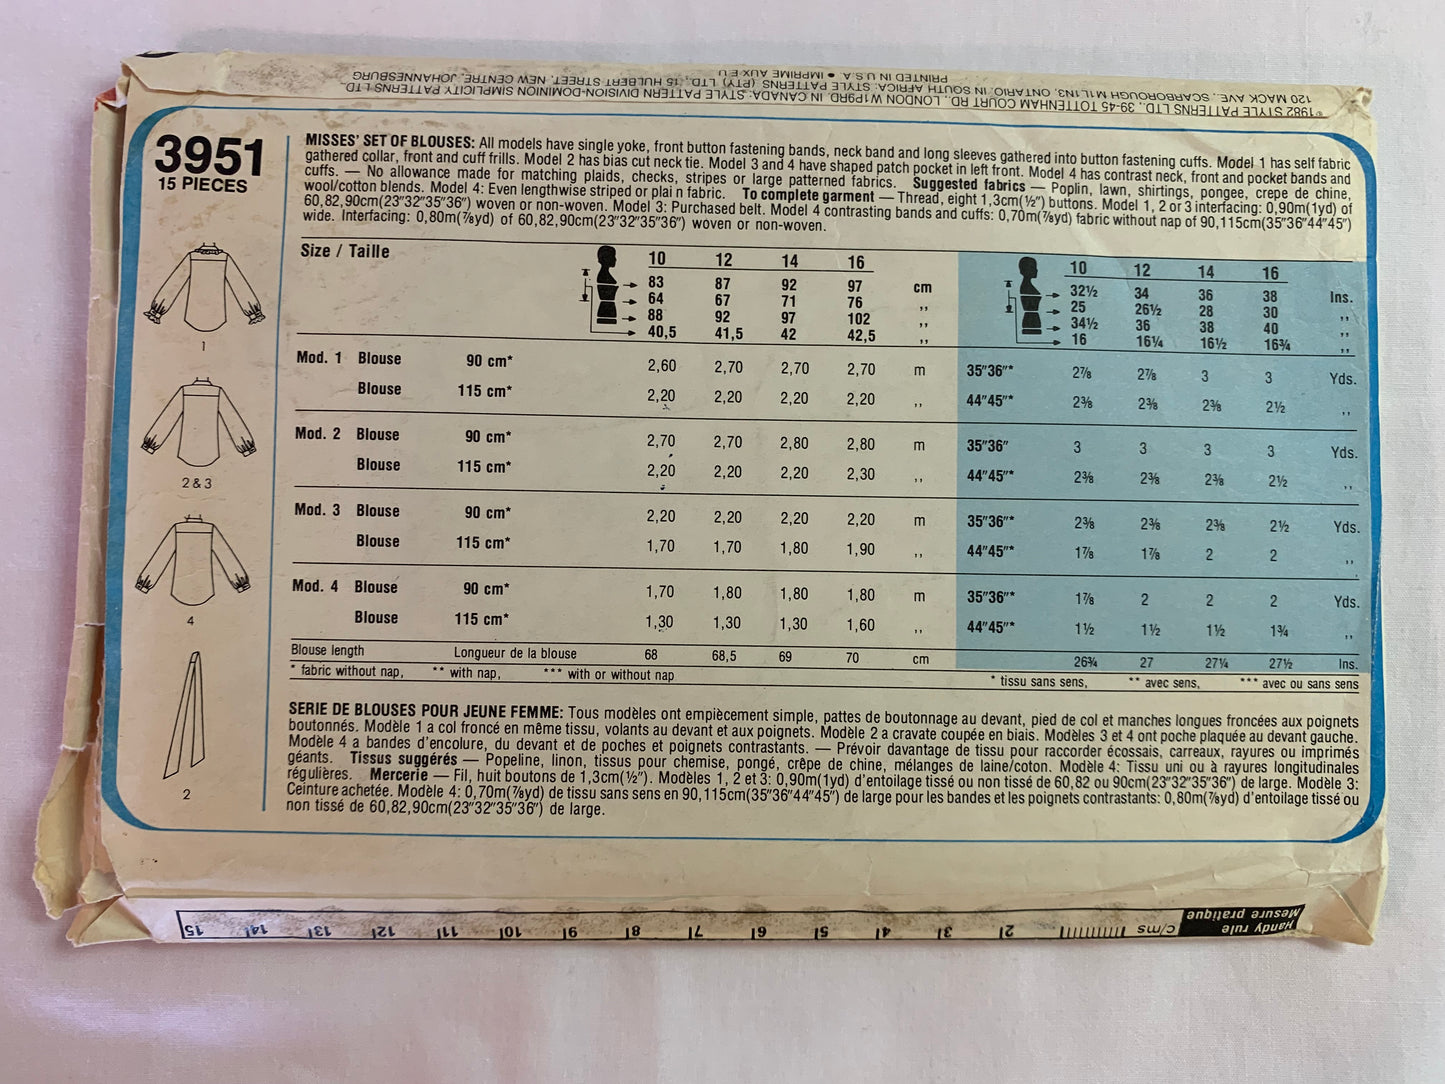 ©1982 STYLE PATTERNS LTD., 39-45 TOTTENHAM COURT RD., LONDON W1P9RD. IN CANADA: STYLE PATTERN DIVISION-DOMINION SIMPLICITY PATTERNS LTD.,
120 MACK AVE., SCARBOROUGH M1L 1N3, ONTARIO. IN SOUTH AFRICA: STYLE PATTERNS (PTY) LTD., 15 HULBERT STREET, NEW CENTRE, JOHANNESBURG
PRINTED IN U S A • IMPRIME AUX E U
3951
15 PIECES
1
2 & 3
4
2
MISSES' SET OF BLOUSES: All models have single yoke, front button fastening bands, neck band and long sleeves gathered into button fastening cuffs. Model 1 has self fabric
gathered collar, front and cuff frills. Model 2 has bias cut neck tie. Model 3 and 4 have shaped patch pocket in left front. Model 4 has contrast neck, front and pocket bands and
cuffs. — No allowance made for matching plaids, checks, stripes or large patterned fabrics. Suggested fabrics — Poplin, lawn, shirtings, pongee, crepe de chine,
wool/cotton blends. Model 4: Even lengthwise striped or plai n fabric. To complete garment — Thread, eight 1,3cm(½") buttons. Model 1, 2 or 3 interfacing: 0,90m(1yd) of
60,82,90cm(23"32"35"36") woven or non-woven. Model 3: Purchased belt. Model 4 contrasting bands and cuffs: 0,70m(⅞yd) fabric without nap of 90,115cm(35"36"44"45")
wide. Interfacing: 0,80m(⅞yd) of 60,82,90cm(23"32"35"36") woven or non-woven.
Size / Taille 10 12 14 16 10 12 14 16
83 87 92 97 cm 32½ 34 36 38 Ins.
64 67 71 76 ,, 25 26½ 28 30 ,,
88 92 97 102 ,, 34½ 36 38 40 ,,
40,5 41,5 42 42,5 ,, 16 16¼ 16½ 16¾ ,,
Mod. 1 Blouse 90 cm* 2,60 2,70 2,70 2,70 m 35"36"* 2⅞ 2⅞ 3 3 Yds.
Blouse 115 cm* 2,20 2,20 2,20 2,20 ,, 44"45"* 2⅜ 2⅜ 2⅜ 2½ ,,
Mod. 2 Blouse 90 cm* 2,70 2,70 2,80 2,80 m 35"36" 3 3 3 3 Yds.
Blouse 115 cm* 2,20 2,20 2,20 2,30 ,, 44"45"* 2⅜ 2⅜ 2⅜ 2½ ,,
Mod. 3 Blouse 90 cm* 2,20 2,20 2,20 2,20 m 35"36"* 2⅜ 2⅜ 2⅜ 2½ Yds.
Blouse 115 cm* 1,70 1,70 1,80 1,90 ,, 44"45"* 1⅞ 1⅞ 2 2 ,,
Mod. 4 Blouse 90 cm* 1,70 1,80 1,80 1,80 m 35"36"* 1⅞ 2 2 2 Yds.
Blouse 115 cm* 1,30 1,30 1,30 1,60 ,, 44"45"* 1½ 1½ 1½ 1¾ ,,
Blouse length Longueur de la blouse 68 68,5 69 70 cm 26¾ 27 27¼ 27½ Ins.
* fabric without nap, ** with nap, *** with or without nap * tissu sans sens, ** avec sens, *** avec ou sans sens
SERIE DE BLOUSES POUR JEUNE FEMME: Tous modèles ont empiècement simple, pattes de boutonnage au devant, pied de col et manches longues froncées aux poignets
boutonnés. Modèle 1 a col froncé en même tissu, volants au devant et aux poignets. Modèle 2 a cravate coupée en biais. Modèles 3 et 4 ont poche plaquée au devant gauche.
Modèle 4 a bandes d'encolure, du devant et de poches et poignets contrastants. — Prévoir davantage de tissu pour raccorder écossais, carreaux, rayures ou imprimés
géants. Tissus suggérés — Popeline, linon, tissus pour chemise, pongé, crêpe de chine, mélanges de laine/coton. Modèle 4: Tissu uni ou à rayures longitudinales
régulières. Mercerie — Fil, huit boutons de 1,3cm(½"). Modèles 1, 2 et 3: 0,90m(1yd) d'entoilage tissé ou non tissé de 60,82 ou 90cm(23"32"35"36") de large. Modèle 3:
Ceinture achetée. Modèle 4: 0,70m(⅞yd) de tissu sans sens en 90,115cm(35"36"44"45") de large pour les bandes et les poignets contrastants: 0,80m(⅞yd) d'entoilage tissé ou
non tissé de 60,82,90cm(23"32"35"36") de large.
Handy rule
Mesure pratique
c/ms 2 3 4 5 6 7 8 9 10 11 12 13 14 15